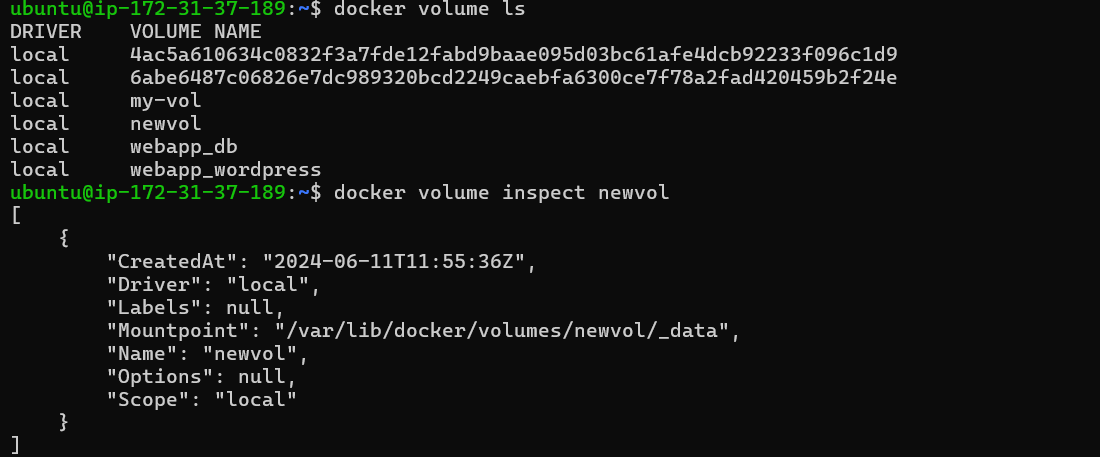 ubuntu@ip-172-31-37-189:~$ docker volume ls
DRIVER    VOLUME NAME
local     4ac5a610634c0832f3a7fde12fabd9baae095d03bc61afe4dcb92233f096c1d9
local     6abe6487c06826e7dc989320bcd2249caebfa6300ce7f78a2fad420459b2f24e
local     my-vol
local     newvol
local     webapp_db
local     webapp_wordpress
ubuntu@ip-172-31-37-189:~$ docker volume inspect newvol
[
    {
        "CreatedAt": "2024-06-11T11:55:36Z",
        "Driver": "local",
        "Labels": null,
        "Mountpoint": "/var/lib/docker/volumes/newvol/_data",
        "Name": "newvol",
        "Options": null,
        "Scope": "local"
    }
]